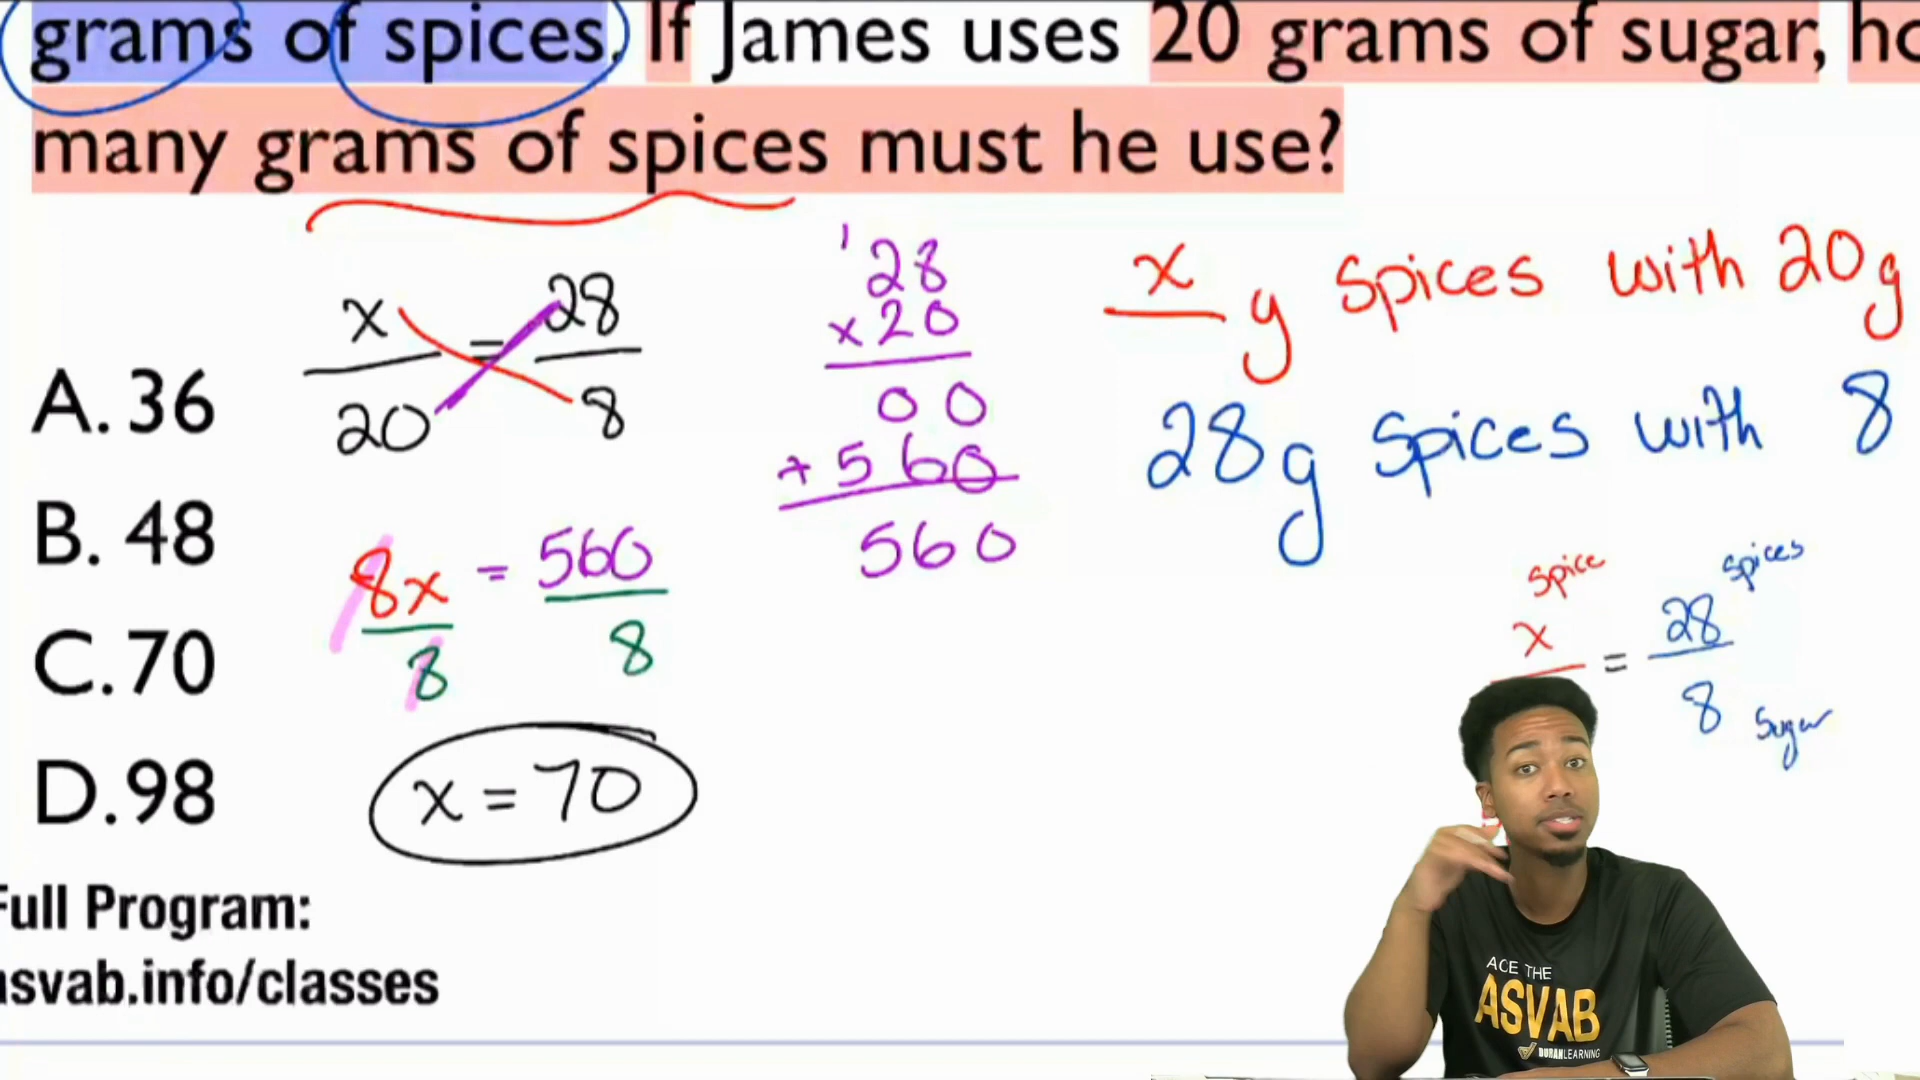 grams of spices. If James uses 20 grams of sugar, ho
many grams of spices must he use?
A. 36
B. 48
C. 70
D. 98
x/20 = 28/8
8x/8 = 560/8
x = 70
1
28
x 20
00
+ 560
560
x g spices with 20g
28g spices with 8
spice
spices
x = 28/8
sugar
Full Program:
asvab.info/classes
ACE THE
ASVAB
DURANLEARNING